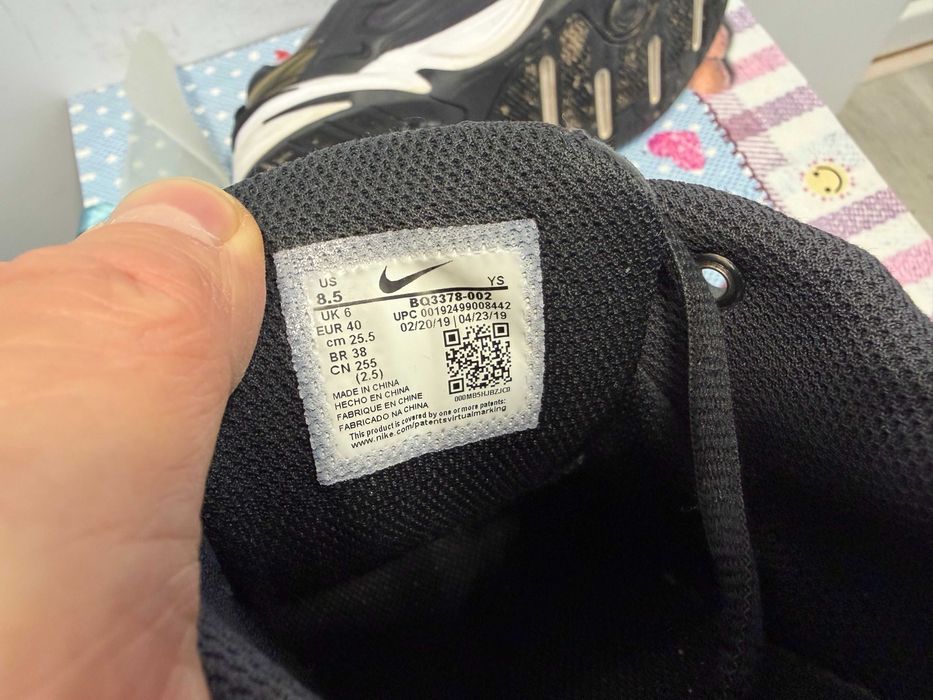 US
8.5 YS
UK 6 BQ3378-002
EUR 40 UPC 00192499008442
cm 25.5 02/20/19 | 04/23/19
BR 38
CN 255
(2.5)
MADE IN CHINA
HECHO EN CHINA
FABRIQUE EN CHINE
FABRICADO NA CHINA
000MB5HJBZJCD
This product is covered by one or more patents:
www.nike.com/patentsvirtualmarking